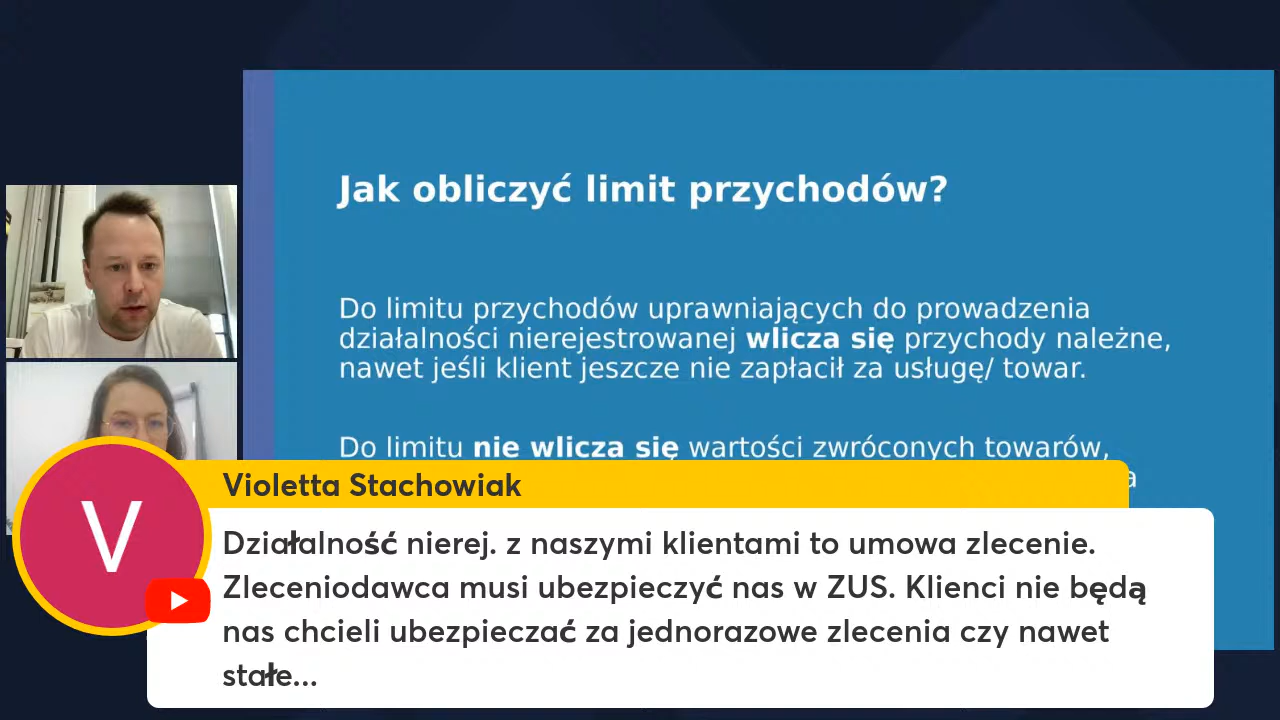 Jak obliczyć limit przychodów?
Do limitu przychodów uprawniających do prowadzenia
działalności nierejestrowanej wlicza się przychody należne,
nawet jeśli klient jeszcze nie zapłacił za usługę/ towar.
Do limitu nie wlicza się wartości zwróconych towarów,
V
Violetta Stachowiak
Działalność nierej. z naszymi klientami to umowa zlecenie.
Zleceniodawca musi ubezpieczyć nas w ZUS. Klienci nie będą
nas chcieli ubezpieczać za jednorazowe zlecenia czy nawet
stałe...